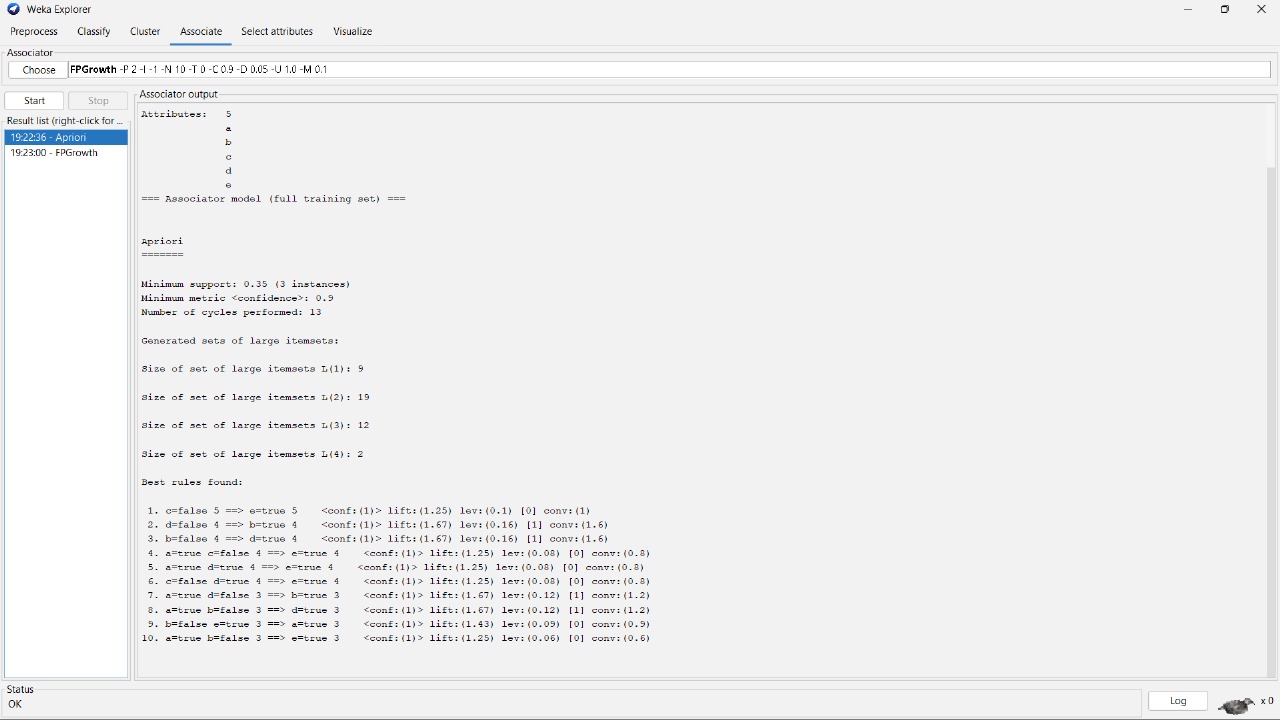 Weka Explorer
Preprocess Classify Cluster Associate Select attributes Visualize
Associator
Choose FPGrowth -P 2 -I -1 -N 10 -T 0 -C 0.9 -D 0.05 -U 1.0 -M 0.1
Start Stop
Result list (right-click for ...
19:22:36 - Apriori
19:23:00 - FPGrowth
Associator output
Attributes: 5
a
b
c
d
e
=== Associator model (full training set) ===
Apriori
=======
Minimum support: 0.35 (3 instances)
Minimum metric <confidence>: 0.9
Number of cycles performed: 13
Generated sets of large itemsets:
Size of set of large itemsets L(1): 9
Size of set of large itemsets L(2): 19
Size of set of large itemsets L(3): 12
Size of set of large itemsets L(4): 2
Best rules found:
1. c=false 5 ==> e=true 5 <conf:(1)> lift:(1.25) lev:(0.1) [0] conv:(1)
2. d=false 4 ==> b=true 4 <conf:(1)> lift:(1.67) lev:(0.16) [1] conv:(1.6)
3. b=false 4 ==> d=true 4 <conf:(1)> lift:(1.67) lev:(0.16) [1] conv:(1.6)
4. a=true c=false 4 ==> e=true 4 <conf:(1)> lift:(1.25) lev:(0.08) [0] conv:(0.8)
5. a=true d=true 4 ==> e=true 4 <conf:(1)> lift:(1.25) lev:(0.08) [0] conv:(0.8)
6. c=false d=true 4 ==> e=true 4 <conf:(1)> lift:(1.25) lev:(0.08) [0] conv:(0.8)
7. a=true d=false 3 ==> b=true 3 <conf:(1)> lift:(1.67) lev:(0.12) [1] conv:(1.2)
8. a=true b=false 3 ==> d=true 3 <conf:(1)> lift:(1.67) lev:(0.12) [1] conv:(1.2)
9. b=false e=true 3 ==> a=true 3 <conf:(1)> lift:(1.43) lev:(0.09) [0] conv:(0.9)
10. a=true b=false 3 ==> e=true 3 <conf:(1)> lift:(1.25) lev:(0.06) [0] conv:(0.6)
Status
OK
Log x 0